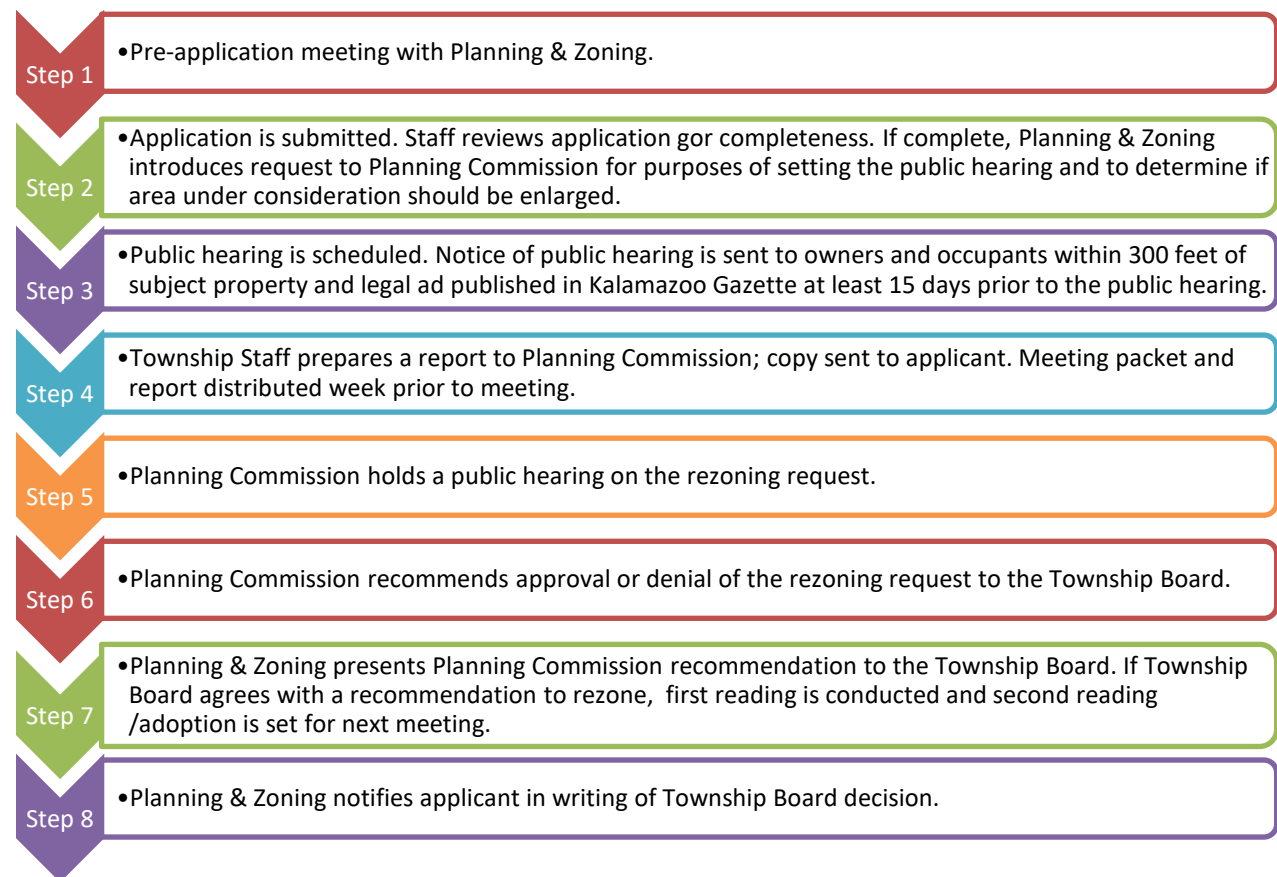 Step 1
•Pre-application meeting with Planning & Zoning.
Step 2
•Application is submitted. Staff reviews application gor completeness. If complete, Planning & Zoning
introduces request to Planning Commission for purposes of setting the public hearing and to determine if
area under consideration should be enlarged.
Step 3
•Public hearing is scheduled. Notice of public hearing is sent to owners and occupants within 300 feet of
subject property and legal ad published in Kalamazoo Gazette at least 15 days prior to the public hearing.
Step 4
•Township Staff prepares a report to Planning Commission; copy sent to applicant. Meeting packet and
report distributed week prior to meeting.
Step 5
•Planning Commission holds a public hearing on the rezoning request.
Step 6
•Planning Commission recommends approval or denial of the rezoning request to the Township Board.
Step 7
•Planning & Zoning presents Planning Commission recommendation to the Township Board. If Township
Board agrees with a recommendation to rezone,  first reading is conducted and second reading
/adoption is set for next meeting.
Step 8
•Planning & Zoning notifies applicant in writing of Township Board decision.